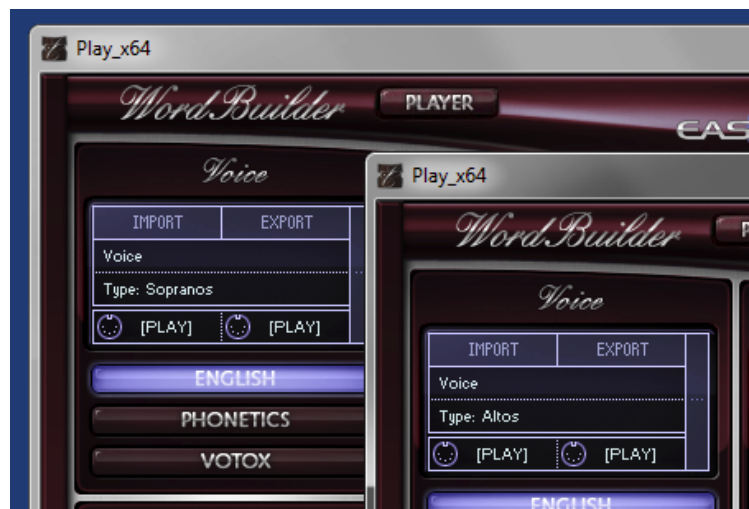 Play_x64
WordBuilder PLAYER
EAS
Voice
IMPORT EXPORT
Voice
Type: Sopranos
[PLAY] [PLAY]
ENGLISH
PHONETICS
VOTOX
Play_x64
WordBuilder P
Voice
IMPORT EXPORT
Voice
Type: Altos
[PLAY] [PLAY]
ENGLISH